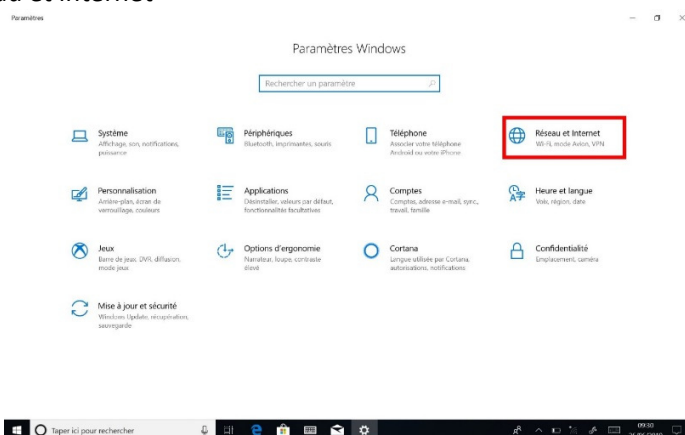 et Internet
Paramètres
Paramètres Windows
Rechercher un paramètre
Système
Affichage, son, notifications,
puissance
Périphériques
Bluetooth, imprimantes, souris
Téléphone
Associer votre téléphone
Android ou votre iPhone
Réseau et Internet
Wi-Fi, mode Avion, VPN
Personnalisation
Arrière-plan, écran de
verrouillage, couleurs
Applications
Désinstaller, valeurs par défaut,
fonctionnalités facultatives
Comptes
Comptes, adresse e-mail, sync.,
travail, famille
Heure et langue
Voix, région, date
Jeux
Barre de jeux, DVR, diffusion,
mode jeux
Options d'ergonomie
Narrateur, loupe, contraste
élevé
Cortana
Langue utilisée par Cortana,
autorisations, notifications
Confidentialité
Emplacement, caméra
Mise à jour et sécurité
Windows Update, récupération,
sauvegarde
Taper ici pour rechercher
09:30